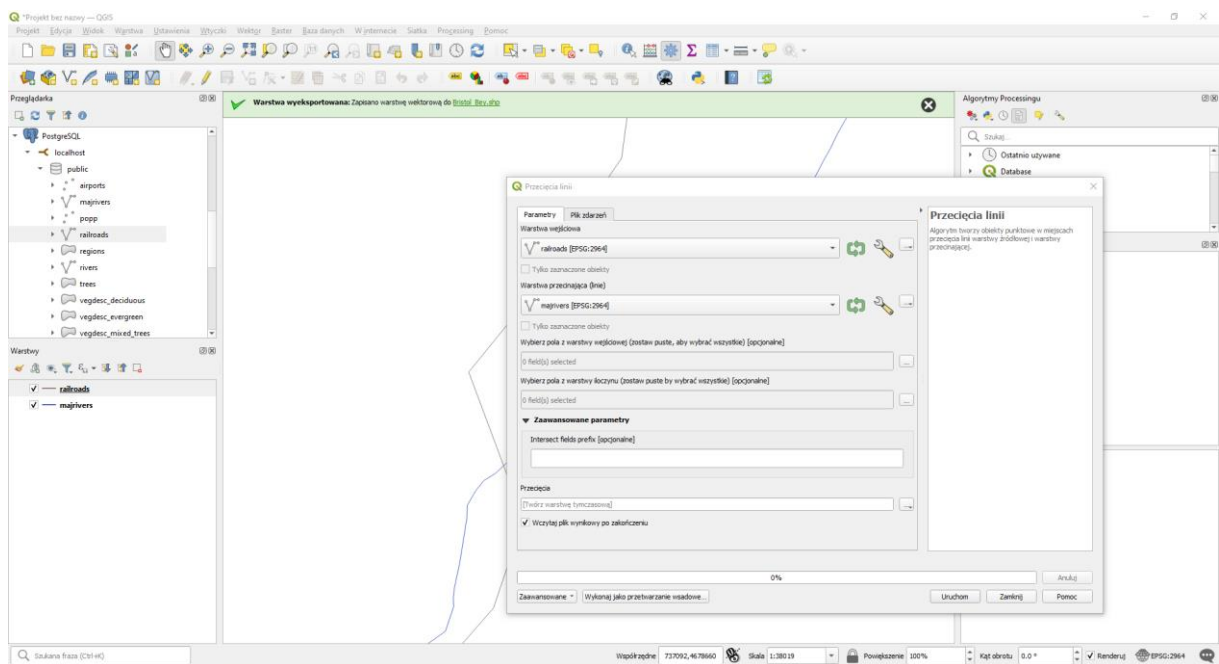 *Projekt bez nazwy — QGIS
Projekt Edycja Widok Warstwa Ustawienia Wtyczki Wektor Raster Baza danych W internecie Siatka Processing Pomoc
Przeglądarka
PostgreSQL
localhost
public
airports
majrivers
popp
railroads
regions
rivers
trees
vegdesc_deciduous
vegdesc_evergreen
vegdesc_mixed_trees
Warstwy
railroads
majrivers
Warstwa wyeksportowana: Zapisano warstwę wektorową do Bristol_Bey.shp
Przecięcia linii
Parametry Plik zdarzeń
Warstwa wejściowa
railroads [EPSG:2964]
Tylko zaznaczone obiekty
Warstwa przecinająca (linie)
majrivers [EPSG:2964]
Tylko zaznaczone obiekty
Wybierz pola z warstwy wejściowej (zostaw puste, aby wybrać wszystkie) [opcjonalne]
0 field(s) selected
Wybierz pola z warstwy iloczynu (zostaw puste by wybrać wszystkie) [opcjonalne]
0 field(s) selected
Zaawansowane parametry
Intersect fields prefix [opcjonalne]
Przecięcia
[Twórz warstwę tymczasową]
Wczytaj plik wynikowy po zakończeniu
Przecięcia linii
Algorytm tworzy obiekty punktowe w miejscach
przecięcia linii warstwy źródłowej i warstwy
przecinającej.
0%
Anuluj
Zaawansowane
Wykonaj jako przetwarzanie wsadowe...
Uruchom
Zamknij
Pomoc
Algorytmy Processingu
Szukaj...
Ostatnio używane
Database
Szukana fraza (Ctrl+K)
Współrzędne 737092,4678660 Skala 1:38019 Powiększenie 100% Kąt obrotu 0.0 ° Renderuj EPSG:2964